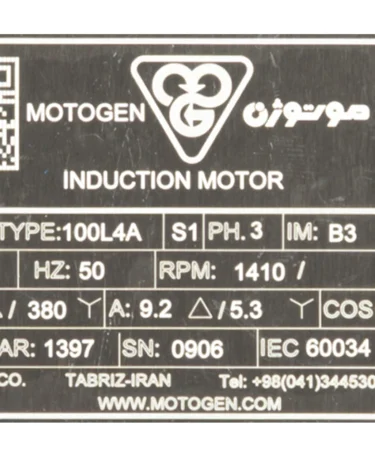 MOTOGEN MG موتوژن
INDUCTION MOTOR
TYPE:100L4A S1 PH. 3 IM: B3
HZ: 50 RPM: 1410 /
/ 380 Y A: 9.2 △ / 5.3 Y COS
AR: 1397 SN: 0906 IEC 60034
CO. TABRIZ-IRAN Tel: +98(041)344530
WWW.MOTOGEN.COM